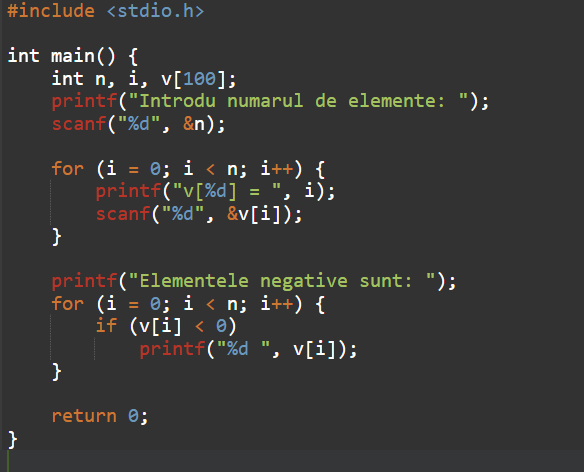 #include <stdio.h>
int main() {
    int n, i, v[100];
    printf("Introdu numarul de elemente: ");
    scanf("%d", &n);
    for (i = 0; i < n; i++) {
        printf("v[%d] = ", i);
        scanf("%d", &v[i]);
    }
    printf("Elementele negative sunt: ");
    for (i = 0; i < n; i++) {
        if (v[i] < 0)
            printf("%d ", v[i]);
    }
    return 0;
}